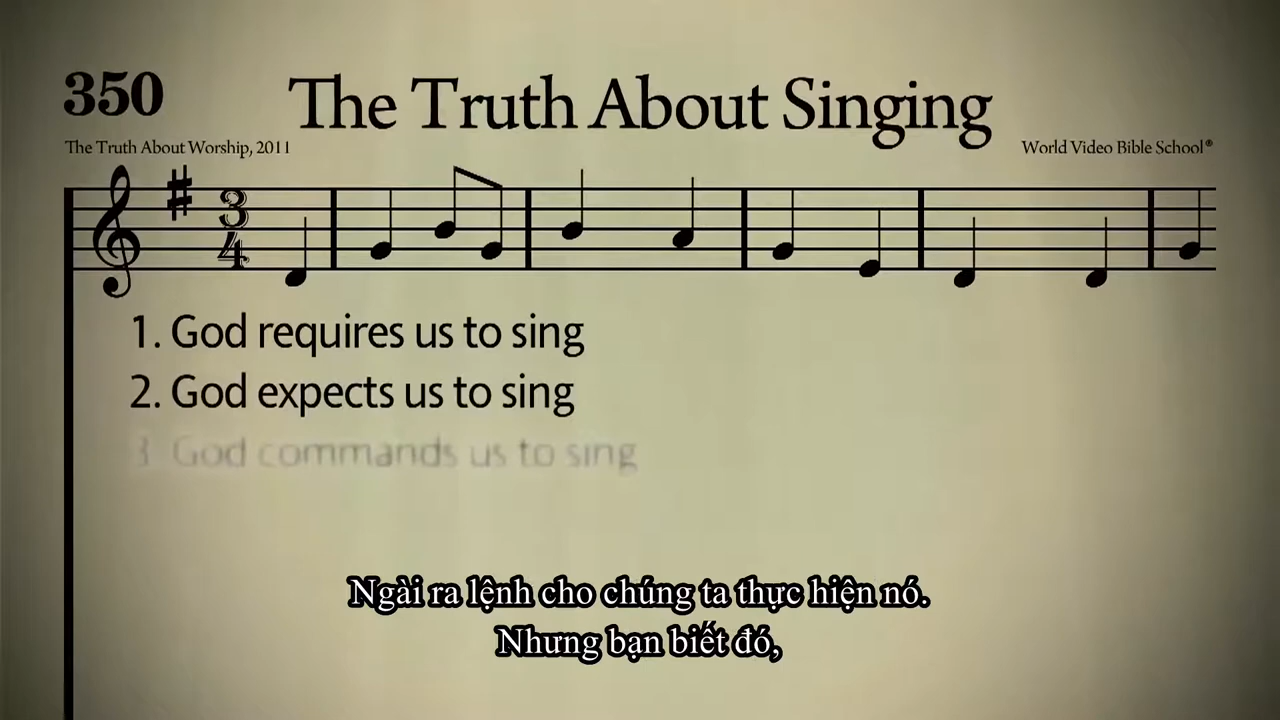 350
The Truth About Singing
The Truth About Worship, 2011
World Video Bible School®
3
4
1. God requires us to sing
2. God expects us to sing
3 God commands us to sing
Ngài ra lệnh cho chúng ta thực hiện nó.
Nhưng bạn biết đó,